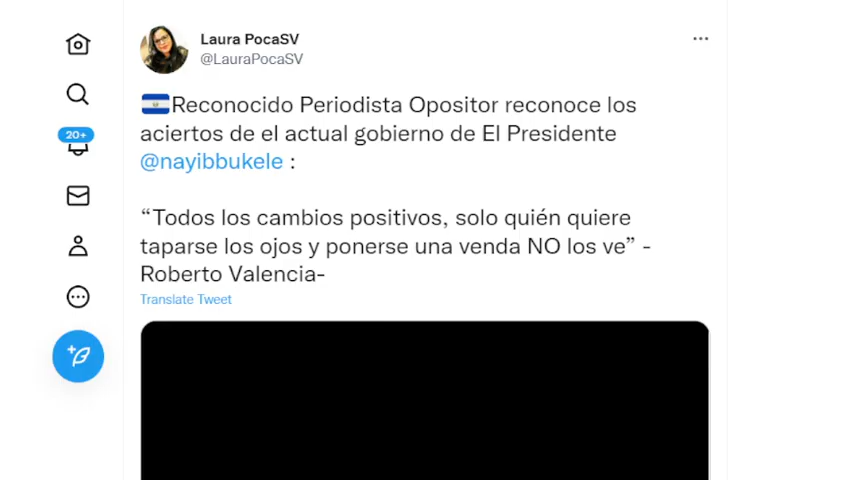 Laura PocaSV
@LauraPocaSV
Reconocido Periodista Opositor reconoce los
aciertos de el actual gobierno de El Presidente
@nayibbukele :
“Todos los cambios positivos, solo quién quiere
taparse los ojos y ponerse una venda NO los ve” -
Roberto Valencia-
Translate Tweet
20+